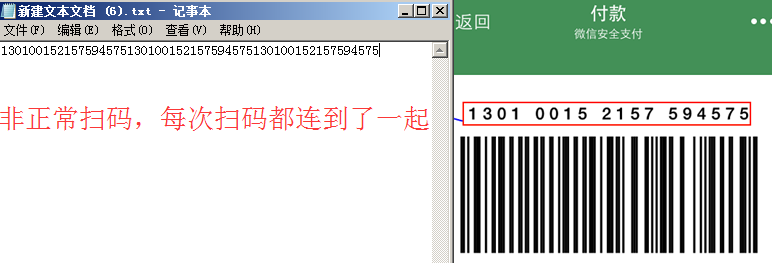 新建文本文档 (6).txt - 记事本
文件(F) 编辑(E) 格式(O) 查看(V) 帮助(H)
130100152157594575130100152157594575130100152157594575
非正常扫码，每次扫码都连到了一起
返回
付款
微信安全支付
1301 0015 2157 594575